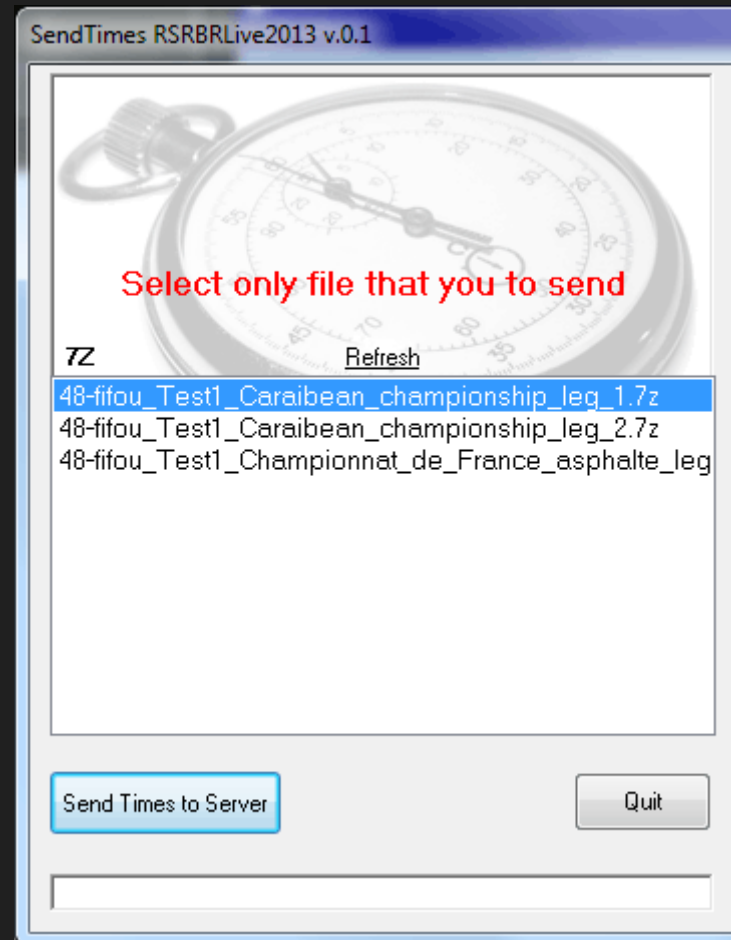 SendTimes RSRBRLive2013 v.0.1
Select only file that you to send
7Z
Refresh
48-fifou_Test1_Caraibean_championship_leg_1.7z
48-fifou_Test1_Caraibean_championship_leg_2.7z
48-fifou_Test1_Championnat_de_France_asphalte_leg
Send Times to Server
Quit